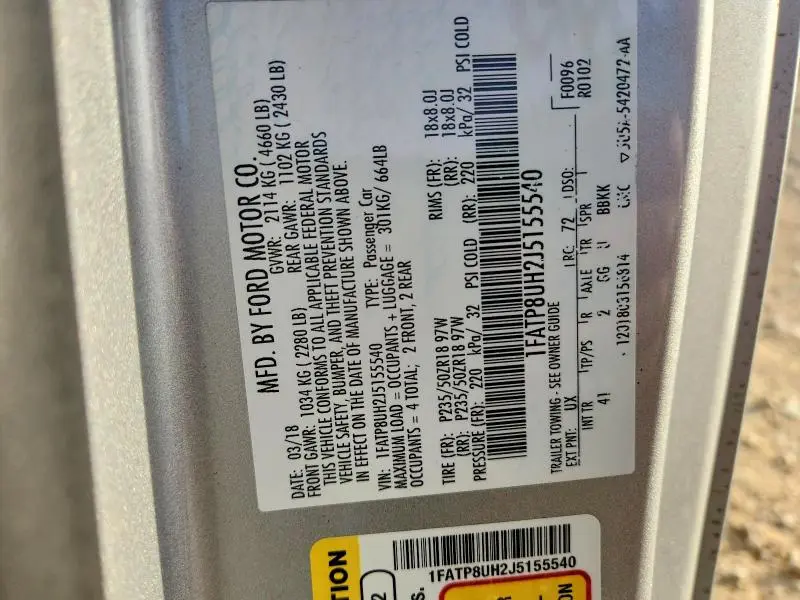 MFD. BY FORD MOTOR CO.
DATE: 03/18 GVWR: 2114 KG ( 4660 LB)
FRONT GAWR: 1034 KG ( 2280 LB) REAR GAWR: 1102 KG ( 2430 LB)
THIS VEHICLE CONFORMS TO ALL APPLICABLE FEDERAL MOTOR
VEHICLE SAFETY, BUMPER, AND THEFT PREVENTION STANDARDS
IN EFFECT ON THE DATE OF MANUFACTURE SHOWN ABOVE.
VIN: 1FATP8UH2J5155540 TYPE: Passenger Car
MAXIMUM LOAD = OCCUPANTS + LUGGAGE = 301KG/ 664LB
OCCUPANTS = 4 TOTAL; 2 FRONT, 2 REAR
TIRE (FR): P235/50ZR18 97W RIMS (FR): 18x8.0J
(RR): P235/50ZR18 97W (RR): 18x8.0J
PRESSURE (FR): 220 kPa/ 32 PSI COLD (RR): 220 kPa/ 32 PSI COLD
1FATP8UH2J5155540
TRAILER TOWING - SEE OWNER GUIDE F0096
EXT PNT: UX RC: 72 DSO: R0102
INT TR TP/PS R AXLE TR SPR
41 2 GG U BBKK
1FATP8UH2J5155540
TION
2
S.
ON